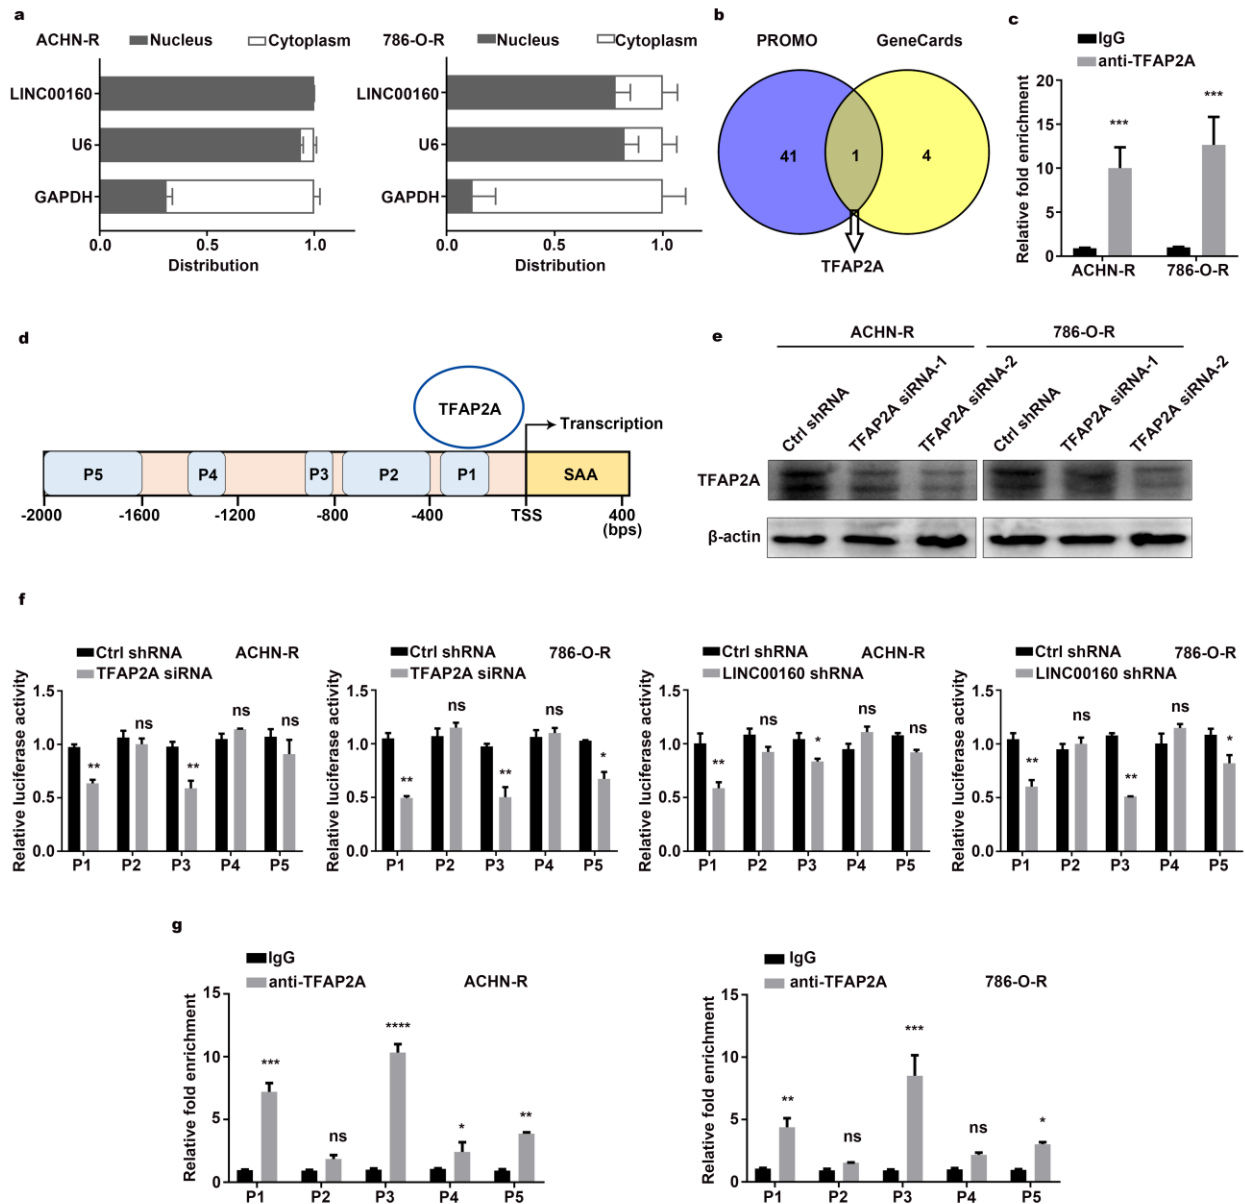 a
ACHN-R Nucleus Cytoplasm
LINC00160
U6
GAPDH
0.0 0.5 1.0
Distribution
786-O-R Nucleus Cytoplasm
LINC00160
U6
GAPDH
0.0 0.5 1.0
Distribution
b
PROMO GeneCards
41 1 4
TFAP2A
c
IgG
anti-TFAP2A
Relative fold enrichment
20
15
10
5
0
*** ***
ACHN-R 786-O-R
d
TFAP2A
Transcription
P5 P4 P3 P2 P1 SAA
-2000 -1600 -1200 -800 -400 TSS 400
(bps)
e
ACHN-R 786-O-R
Ctrl shRNA TFAP2A siRNA-1 TFAP2A siRNA-2 Ctrl shRNA TFAP2A siRNA-1 TFAP2A siRNA-2
TFAP2A
β-actin
f
Ctrl shRNA ACHN-R
TFAP2A siRNA
Relative luciferase activity
1.5
1.0
0.5
0.0
** ns ** ns ns
P1 P2 P3 P4 P5
Ctrl shRNA 786-O-R
TFAP2A siRNA
Relative luciferase activity
1.5
1.0
0.5
0.0
** ns ** ns *
P1 P2 P3 P4 P5
Ctrl shRNA ACHN-R
LINC00160 shRNA
Relative luciferase activity
1.5
1.0
0.5
0.0
** ns * ns ns
P1 P2 P3 P4 P5
Ctrl shRNA 786-O-R
LINC00160 shRNA
Relative luciferase activity
1.5
1.0
0.5
0.0
** ns ** ns *
P1 P2 P3 P4 P5
g
IgG
anti-TFAP2A ACHN-R
Relative fold enrichment
15
10
5
0
*** ns **** * **
P1 P2 P3 P4 P5
IgG
anti-TFAP2A 786-O-R
Relative fold enrichment
15
10
5
0
** ns *** ns *
P1 P2 P3 P4 P5